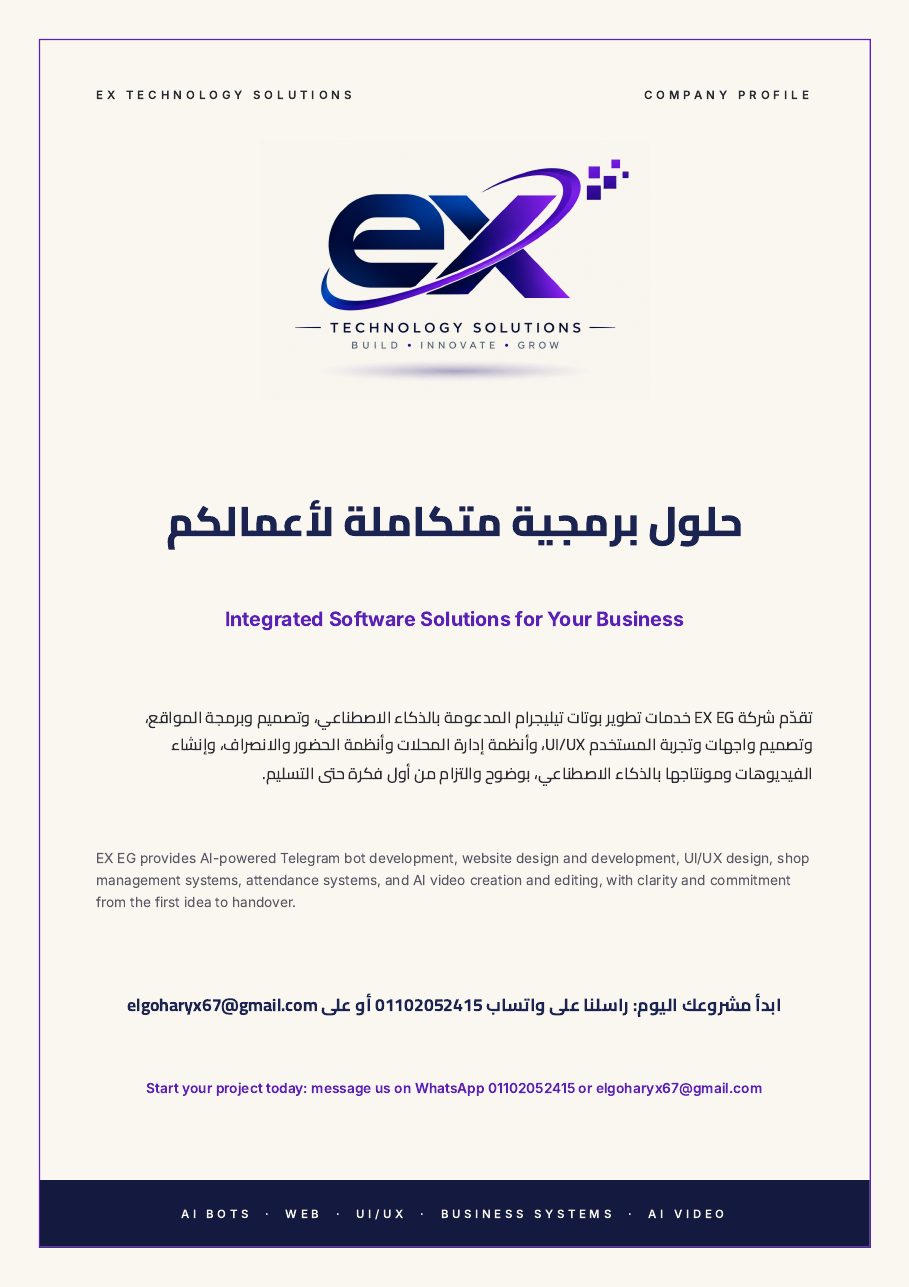 EX TECHNOLOGY SOLUTIONS
COMPANY PROFILE
ex
TECHNOLOGY SOLUTIONS
BUILD • INNOVATE • GROW
حلول برمجية متكاملة لأعمالكم
Integrated Software Solutions for Your Business
تقدّم شركة EX EG خدمات تطوير بوتات تيليجرام المدعومة بالذكاء الاصطناعي، وتصميم وبرمجة المواقع،
وتصميم واجهات وتجربة المستخدم UI/UX، وأنظمة إدارة المحلات وأنظمة الحضور والانصراف، وإنشاء
الفيديوهات ومونتاجها بالذكاء الاصطناعي، بوضوح والتزام من أول فكرة حتى التسليم.
EX EG provides AI-powered Telegram bot development, website design and development, UI/UX design, shop
management systems, attendance systems, and AI video creation and editing, with clarity and commitment
from the first idea to handover.
ابدأ مشروعك اليوم: راسلنا على واتساب 01102052415 أو على elgoharyx67@gmail.com
Start your project today: message us on WhatsApp 01102052415 or elgoharyx67@gmail.com
AI BOTS · WEB · UI/UX · BUSINESS SYSTEMS · AI VIDEO